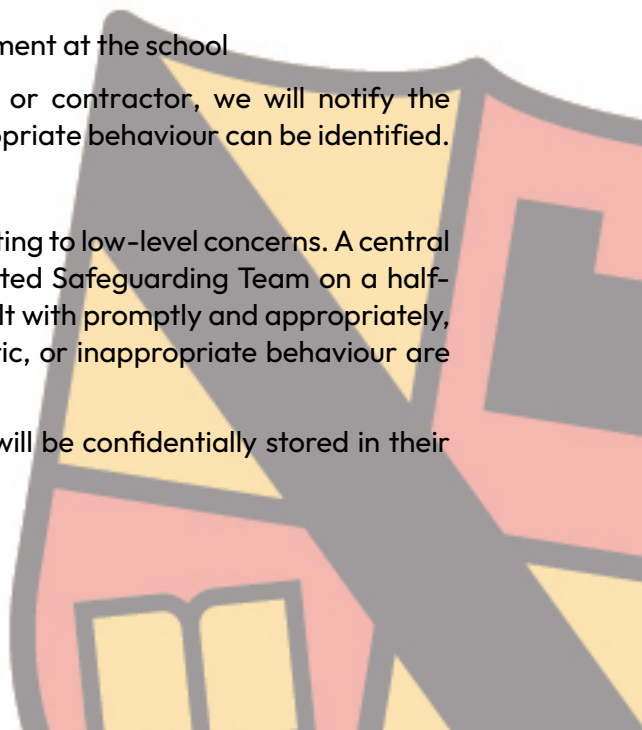 ment at the school
or contractor, we will notify the
opriate behaviour can be identified.
ting to low-level concerns. A central
ted Safeguarding Team on a half-
lt with promptly and appropriately,
ic, or inappropriate behaviour are
will be confidentially stored in their